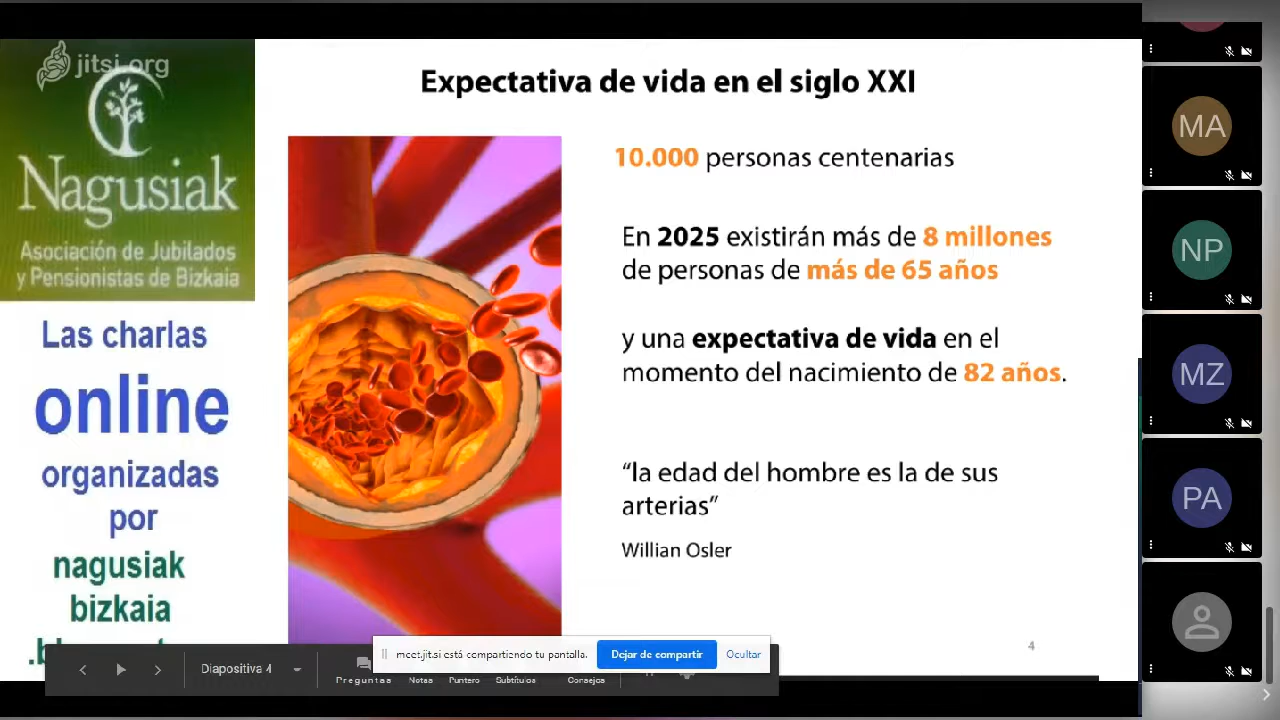 jitsi.org
Nagusiak
Asociación de Jubilados
y Pensionistas de Bizkaia
Las charlas
online
organizadas
por
nagusiak
bizkaia
Expectativa de vida en el siglo XXI
10.000 personas centenarias
En 2025 existirán más de 8 millones
de personas de más de 65 años
y una expectativa de vida en el
momento del nacimiento de 82 años.
“la edad del hombre es la de sus
arterias”
Willian Osler
4
meet.jit.si está compartiendo tu pantalla.
Dejar de compartir
Ocultar
Diapositiva 4
Preguntas
Notas
Puntero
Subtítulos
Consejos
MA
NP
MZ
PA